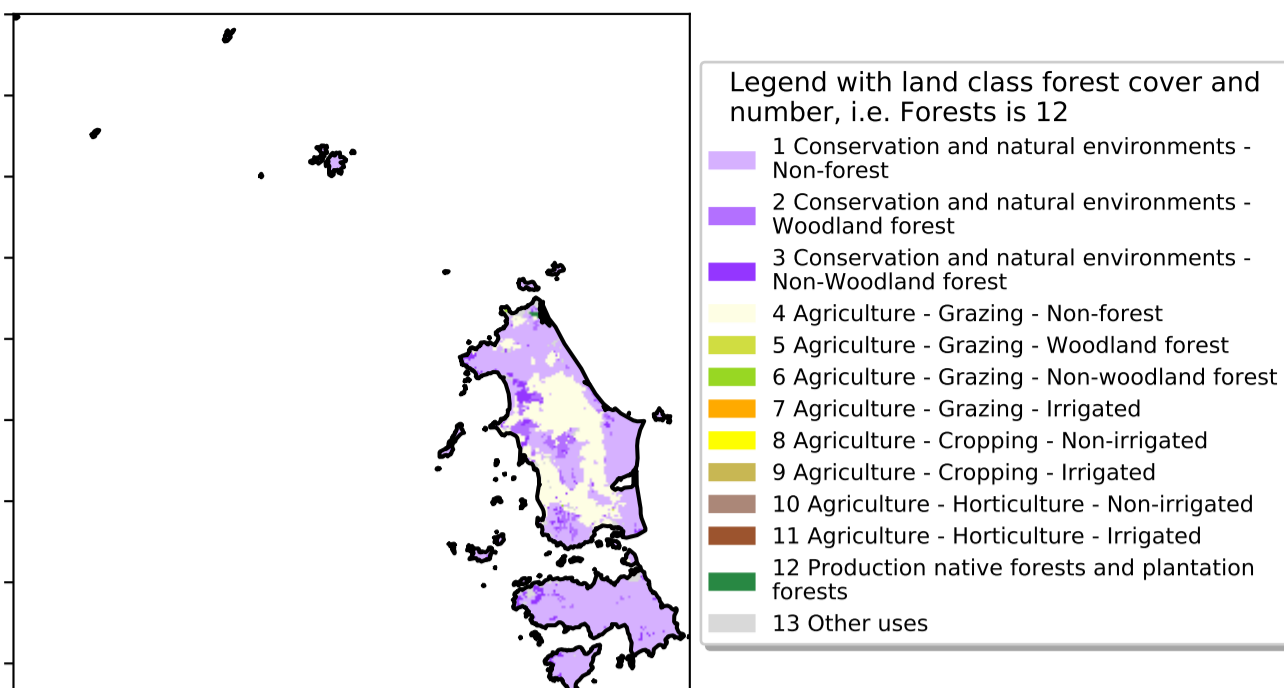 Legend with land class forest cover and
number, i.e. Forests is 12
1 Conservation and natural environments -
Non-forest
2 Conservation and natural environments -
Woodland forest
3 Conservation and natural environments -
Non-Woodland forest
4 Agriculture - Grazing - Non-forest
5 Agriculture - Grazing - Woodland forest
6 Agriculture - Grazing - Non-woodland forest
7 Agriculture - Grazing - Irrigated
8 Agriculture - Cropping - Non-irrigated
9 Agriculture - Cropping - Irrigated
10 Agriculture - Horticulture - Non-irrigated
11 Agriculture - Horticulture - Irrigated
12 Production native forests and plantation
forests
13 Other uses